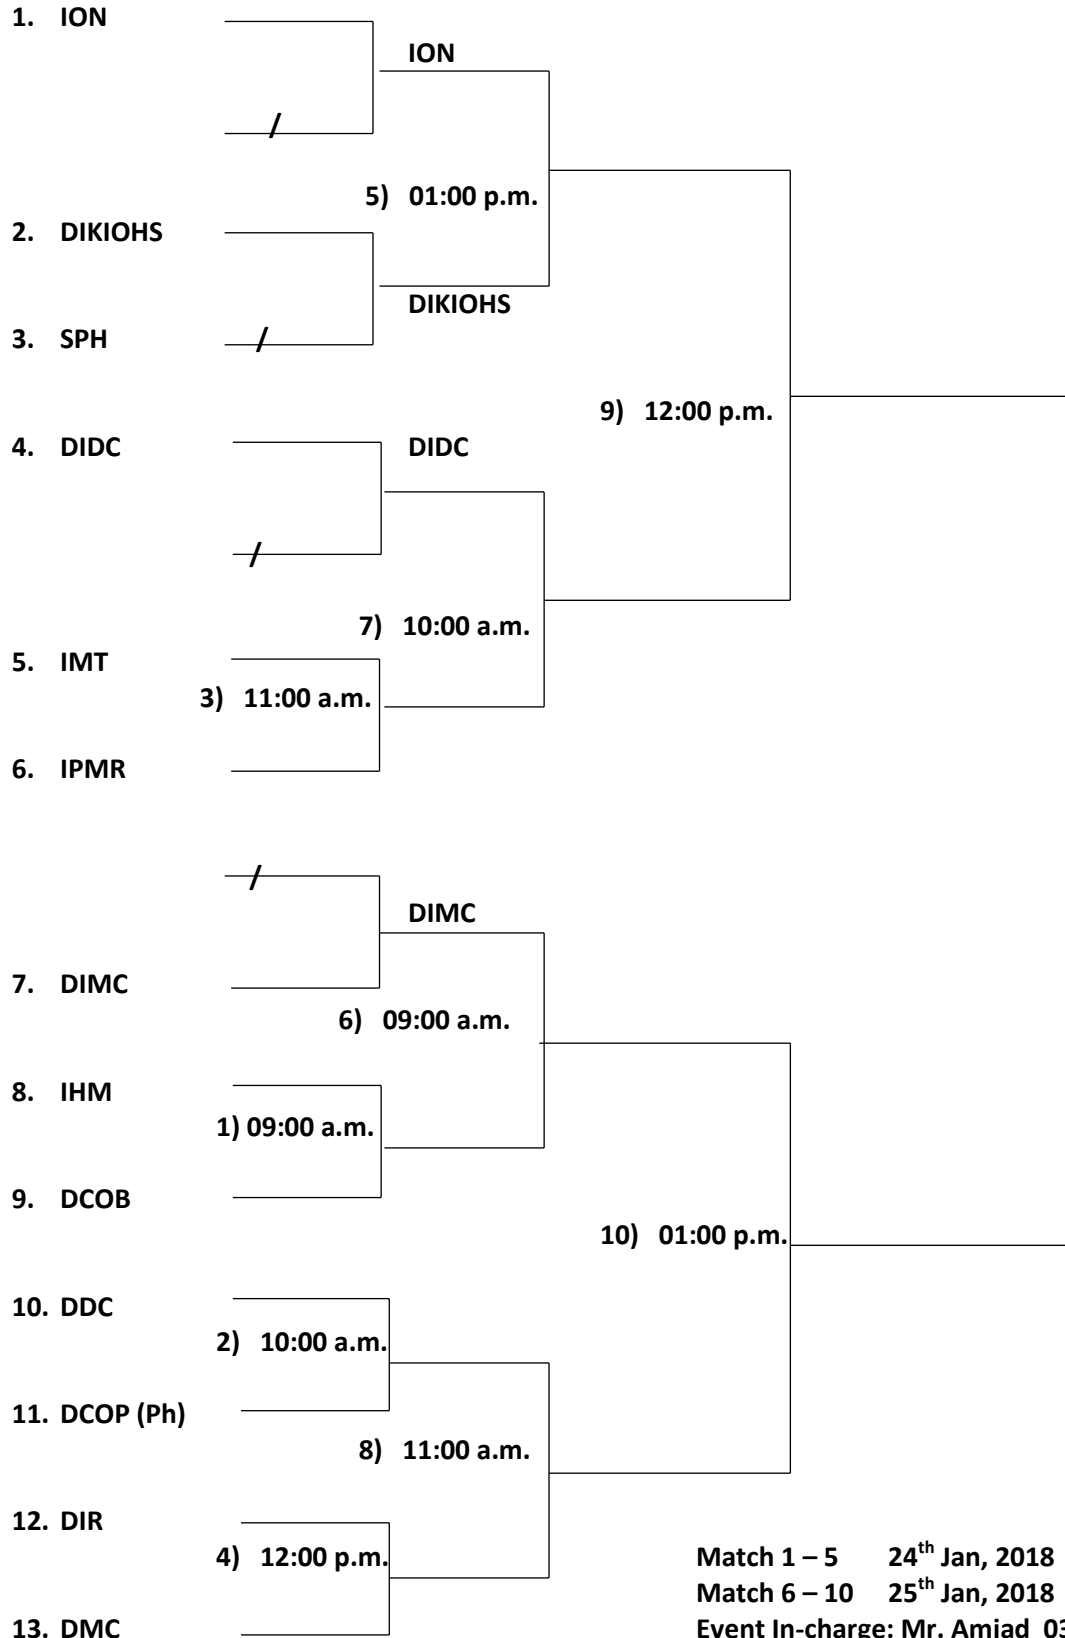 1. ION
ION
/
5) 01:00 p.m.
2. DIKIOHS
DIKIOHS
3. SPH /
9) 12:00 p.m.
4. DIDC DIDC
/
7) 10:00 a.m.
5. IMT
3) 11:00 a.m.
6. IPMR
/
DIMC
7. DIMC
6) 09:00 a.m.
8. IHM
1) 09:00 a.m.
9. DCOB
10) 01:00 p.m.
10. DDC
2) 10:00 a.m.
11. DCOP (Ph)
8) 11:00 a.m.
12. DIR
4) 12:00 p.m.
Match 1 – 5 24th Jan, 2018
Match 6 – 10 25th Jan, 2018
13. DMC
Event In-charge: Mr. Amjad 03